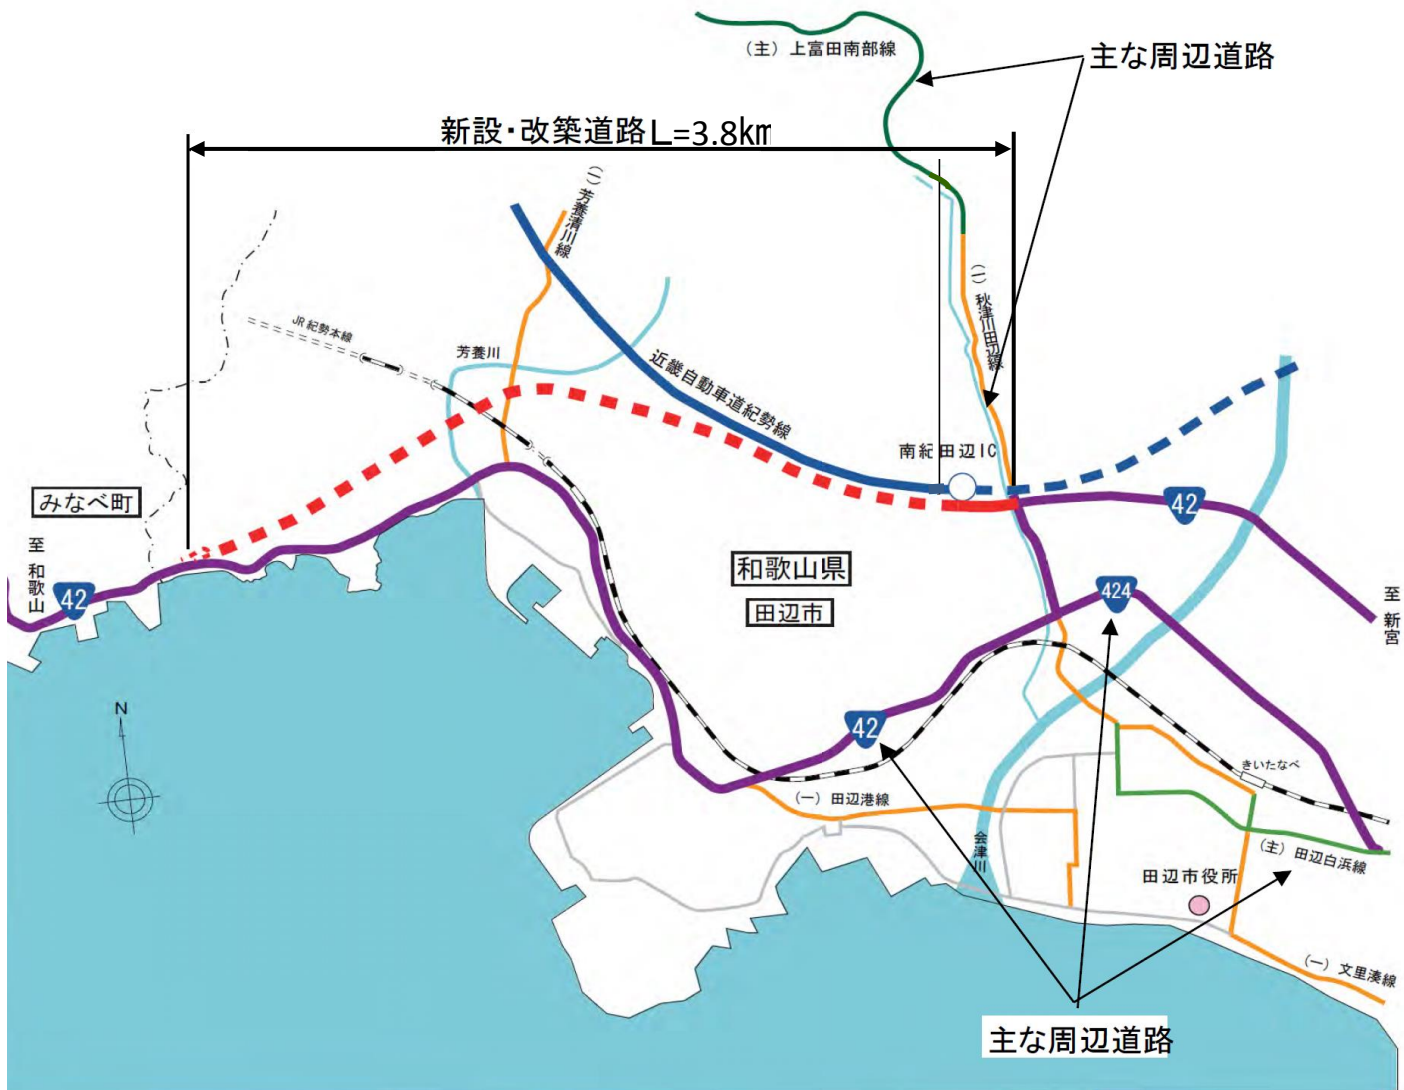 (主)上富田南部線
主な周辺道路
新設・改築道路L=3.8㎞
(一)芳養清川線
(一)秋津川田辺線
JR紀勢本線
芳養川
近畿自動車道紀勢線
南紀田辺IC
みなべ町
至 和歌山
42
42
和歌山県
田辺市
424
至 新宮
N
42
きいたなべ
(一)田辺港線
会津川
(主)田辺白浜線
田辺市役所
(一)文里湊線
主な周辺道路